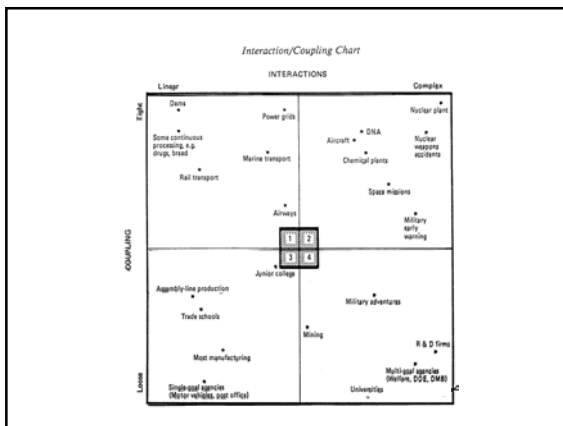 Interaction/Coupling Chart
INTERACTIONS
Linear
Complex
Tight
Dams
Power grids
Nuclear plant
Some continuous
processing, e.g.
drugs, bread
DNA
Aircraft
Nuclear
weapons
accidents
Marine transport
Chemical plants
Rail transport
Space missions
Airways
Military
early
warning
1 2
3 4
COUPLING
Junior college
Assembly-line production
Military adventures
Trade schools
Mining
R & D firms
Most manufacturing
Multi-goal agencies
(Welfare, DOE, OMB)
Single-goal agencies
(Motor vehicles, post office)
Universities
Loose